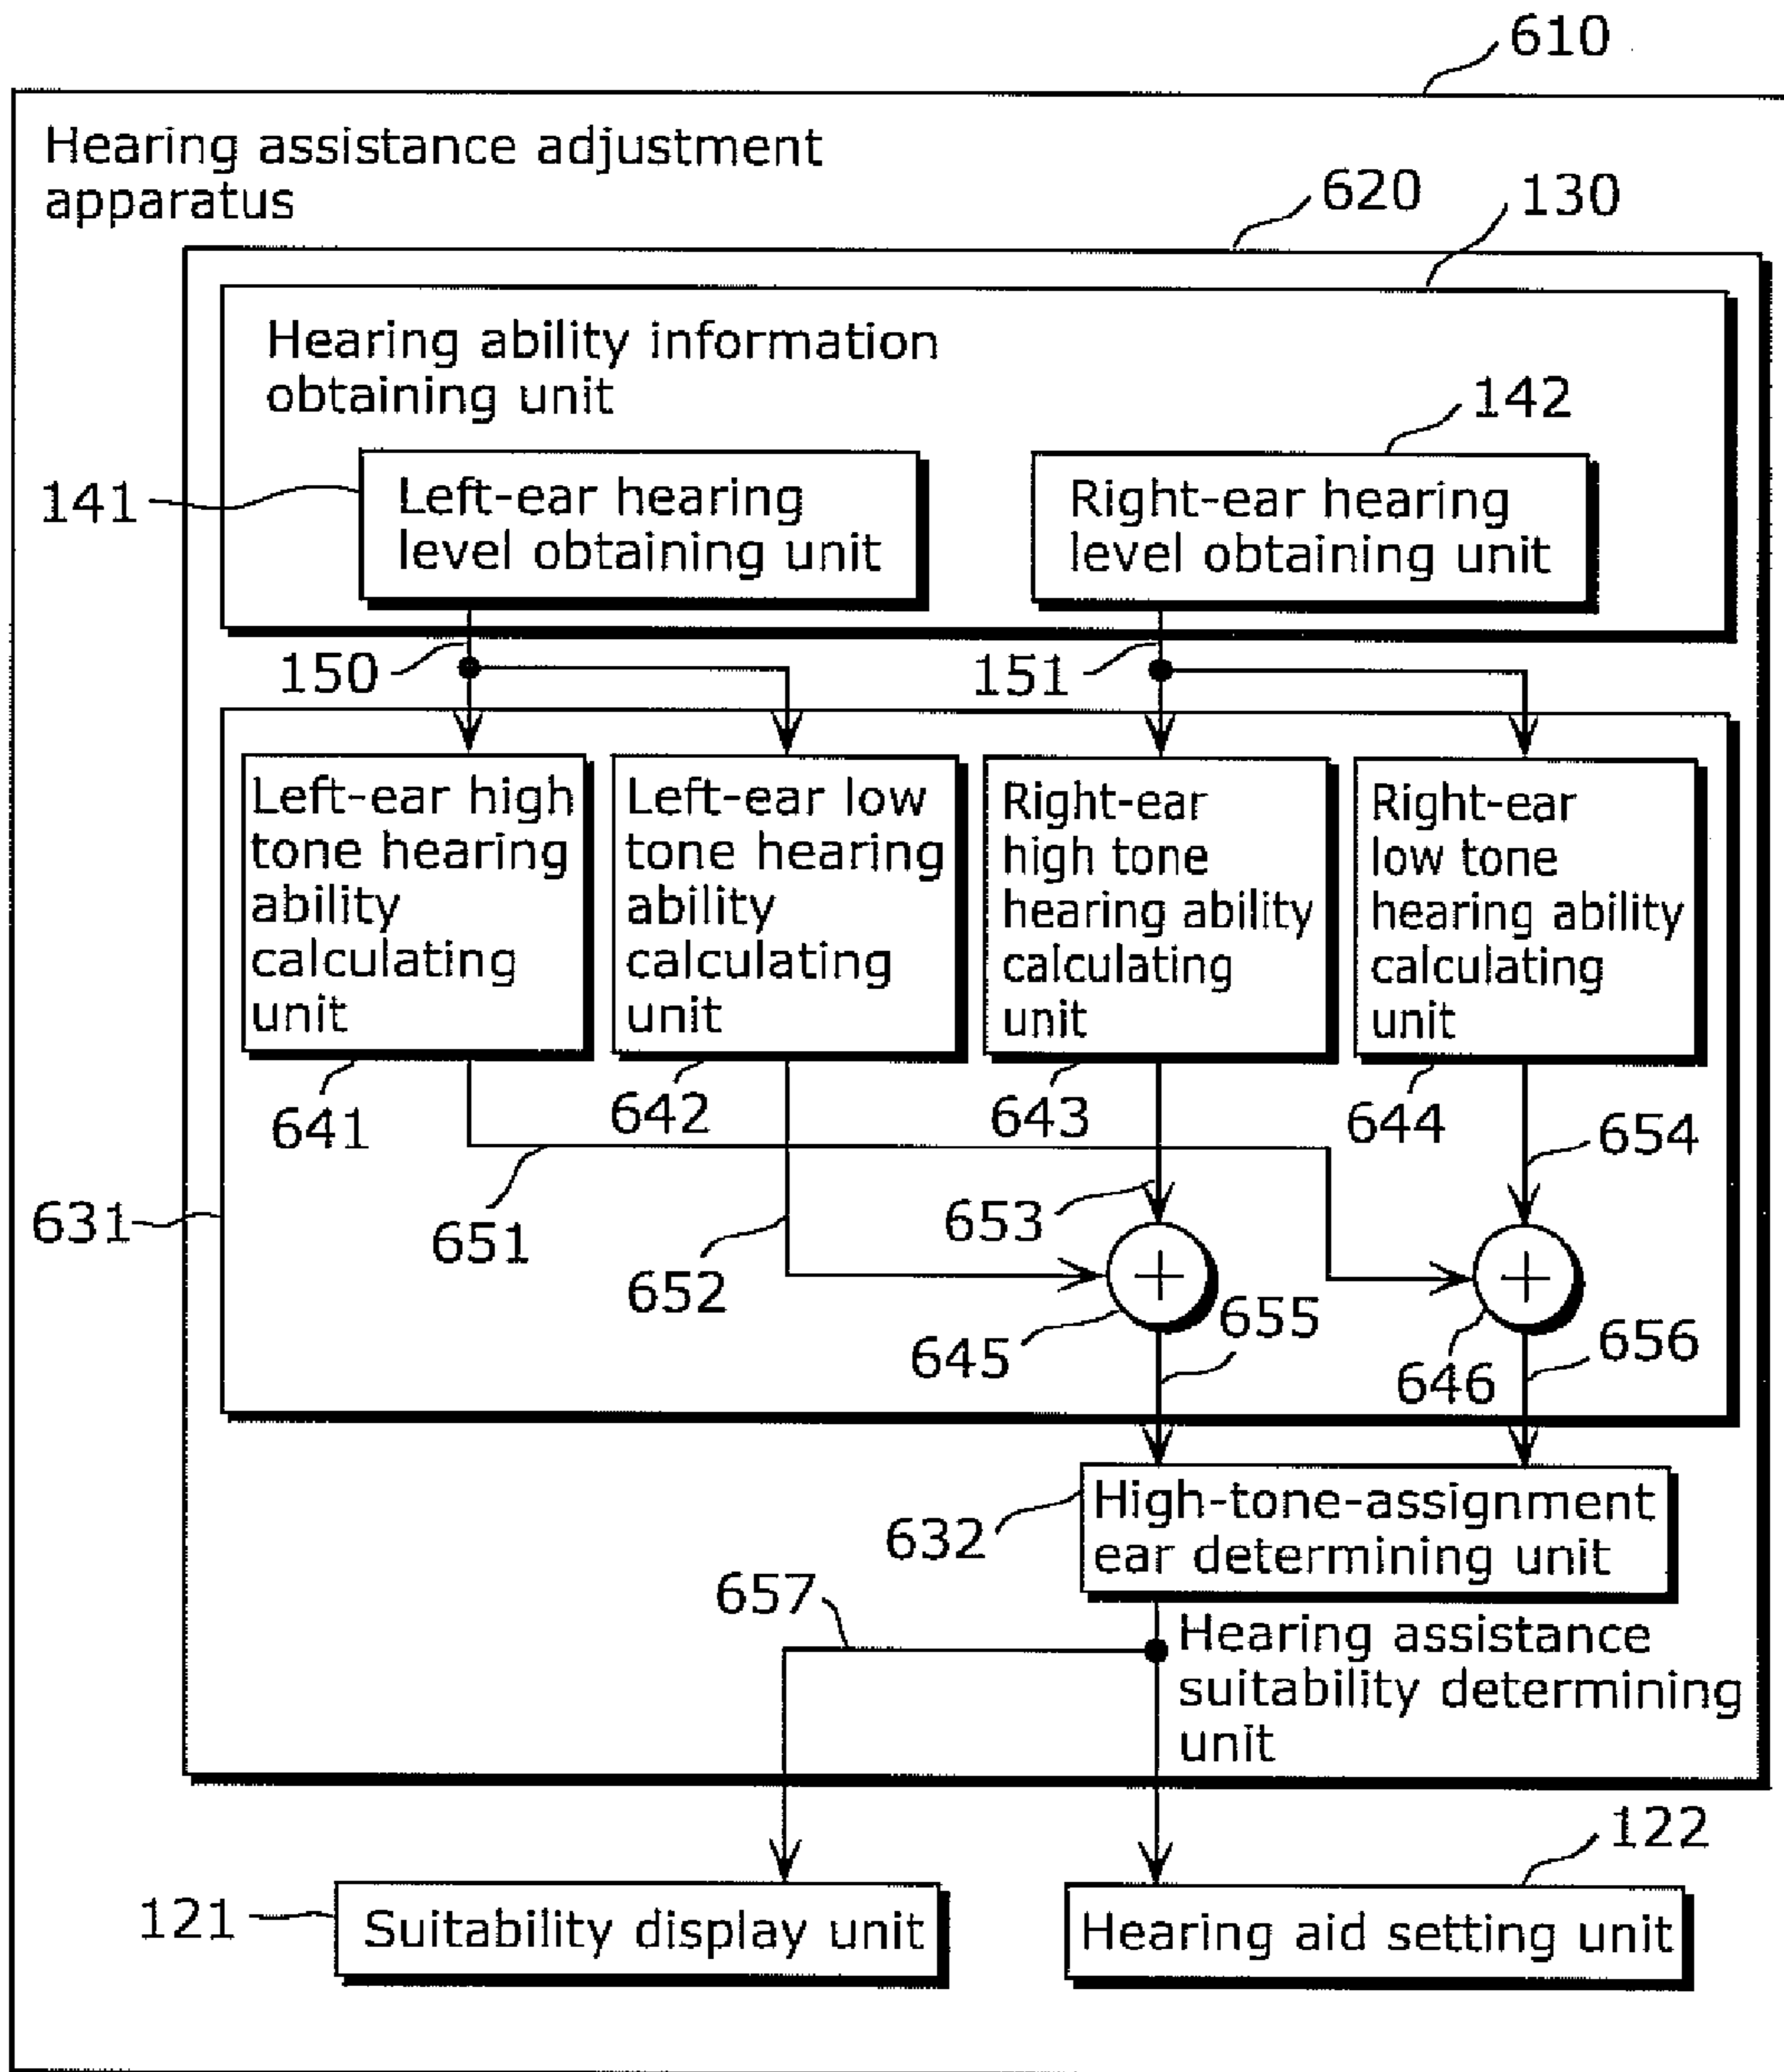 610
Hearing assistance adjustment
apparatus
620
130
Hearing ability information
obtaining unit
142
141
Left-ear hearing
level obtaining unit
Right-ear hearing
level obtaining unit
150
151
Left-ear high
tone hearing
ability
calculating
unit
Left-ear low
tone hearing
ability
calculating
unit
Right-ear
high tone
hearing ability
calculating
unit
Right-ear
low tone
hearing ability
calculating
unit
641
642
643
644
654
631
651
652
653
+
+
645
655
646
656
632
High-tone-assignment
ear determining unit
657
Hearing assistance
suitability determining
unit
122
121
Suitability display unit
Hearing aid setting unit